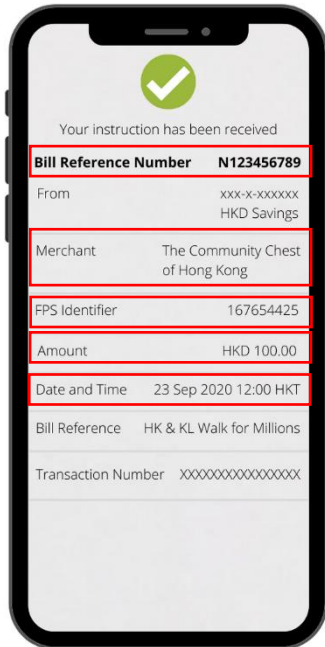 Your instruction has been received
Bill Reference Number N123456789
From xxx-x-xxxxxx
HKD Savings
Merchant The Community Chest
of Hong Kong
FPS Identifier 167654425
Amount HKD 100.00
Date and Time 23 Sep 2020 12:00 HKT
Bill Reference HK & KL Walk for Millions
Transaction Number XXXXXXXXXXXXXXXX